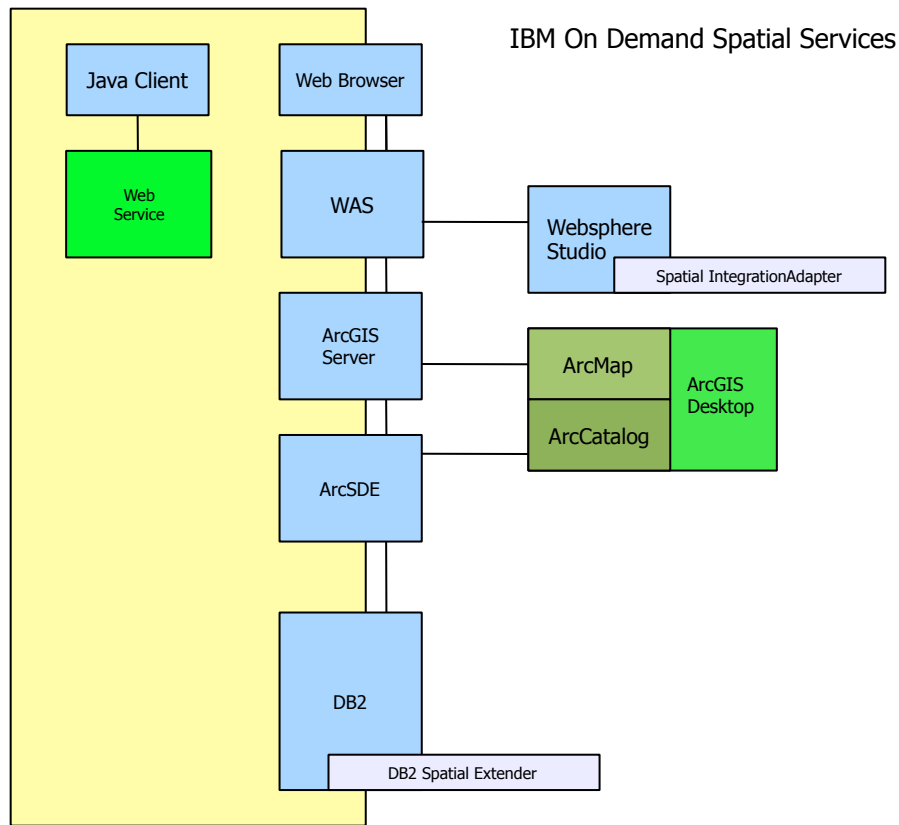 IBM On Demand Spatial Services
Java Client
Web Browser
Web
Service
WAS
Websphere
Studio
Spatial IntegrationAdapter
ArcGIS
Server
ArcMap
ArcGIS
Desktop
ArcCatalog
ArcSDE
DB2
DB2 Spatial Extender